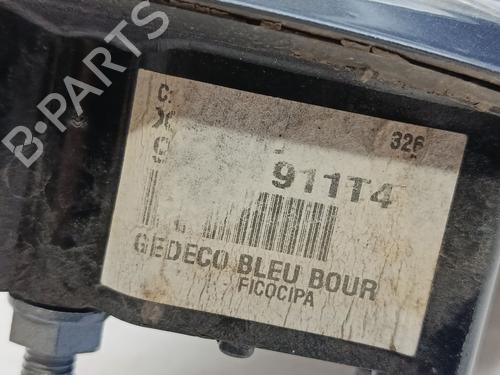 B-PARTS
326
911T4
GEDECO BLEU BOUR
FICOCIPA